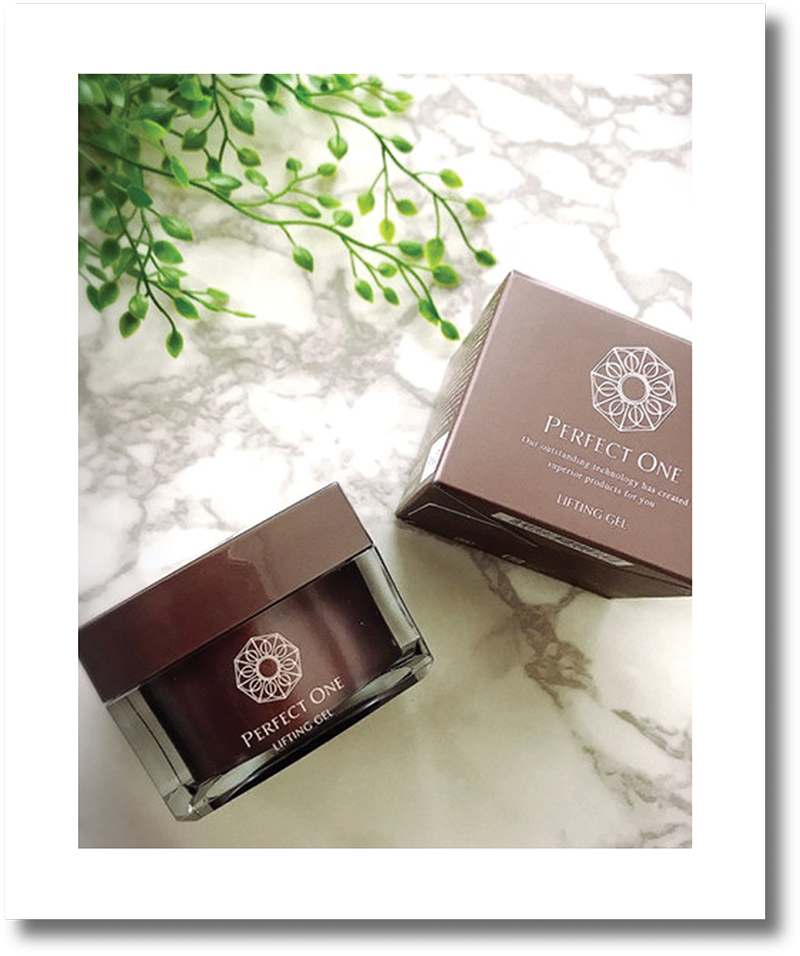 PERFECT ONE
Our outstanding technology has created
superior products for you
LIFTING GEL
PERFECT ONE
LIFTING GEL